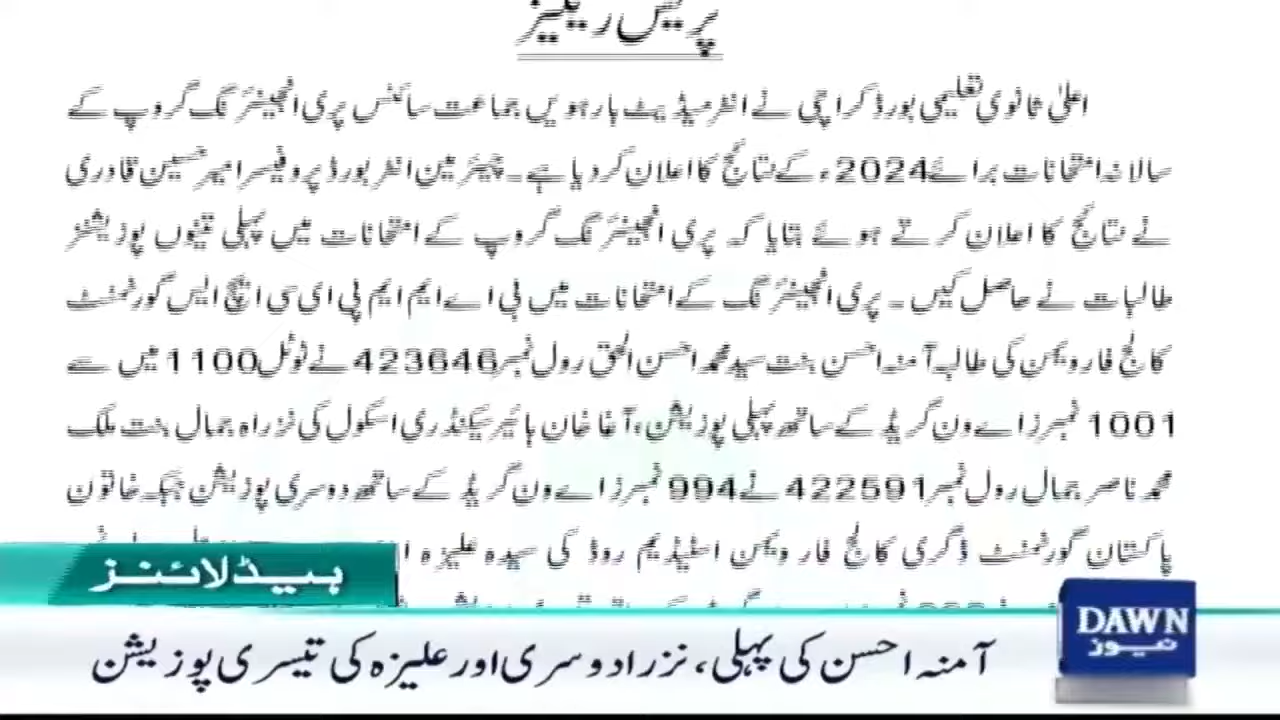 پریس ریلیز
اعلیٰ ثانوی تعلیمی بورڈ کراچی نے انٹرمیڈیٹ بارہویں جماعت سائنس پری انجینئرنگ گروپ کے
سالانہ امتحانات برائے 2024ء کے نتائج کا اعلان کر دیا ہے۔ چیئرمین انٹر بورڈ پروفیسر امیر حسین قادری
نے نتائج کا اعلان کرتے ہوئے بتایا کہ پری انجینئرنگ گروپ کے امتحانات میں پہلی تینوں پوزیشنز
طالبات نے حاصل کیں۔ پری انجینئرنگ کے امتحانات میں بی اے ایم ایم پی ای سی ایچ ایس گورنمنٹ
کالج فار ویمن کی طالبہ آمنہ احسن بنت سید محمد احسن الحق رول نمبر 423646 نے ٹوٹل 1100 میں سے
1001 نمبرز اے ون گریڈ کے ساتھ پہلی پوزیشن، آغا خان ہائیر سیکنڈری اسکول کی نزراہ جمال بنت ملک
محمد ناصر جمال رول نمبر 422591 نے 994 نمبرز اے ون گریڈ کے ساتھ دوسری پوزیشن جبکہ خاتون
پاکستان گورنمنٹ ڈگری کالج فار ویمن اسٹیڈیم روڈ کی سیدہ علیزہ
ہیڈلائنز
آمنہ احسن کی پہلی، نزرا دوسری اور علیزہ کی تیسری پوزیشن
DAWN
نیوز